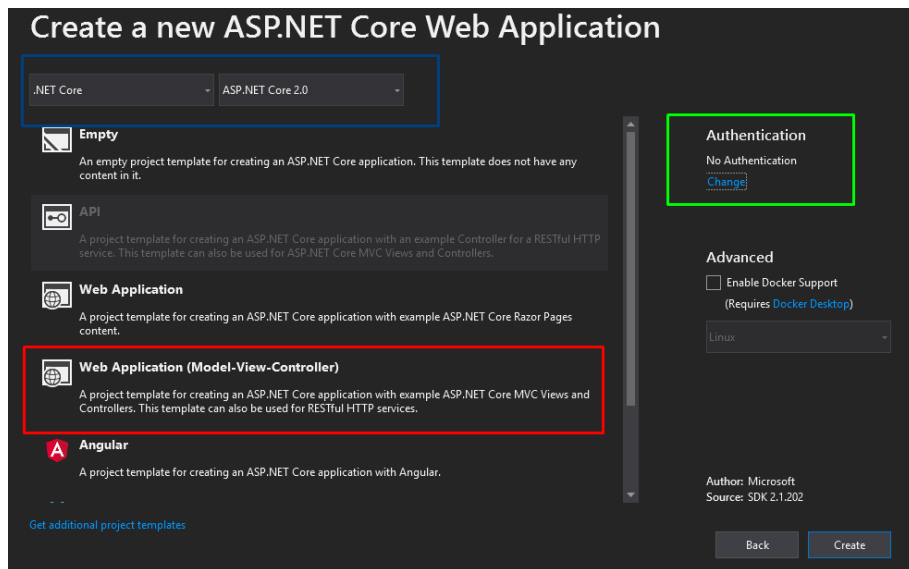 Create a new ASP.NET Core Web Application
.NET Core
ASP.NET Core 2.0
Empty
An empty project template for creating an ASP.NET Core application. This template does not have any
content in it.
API
A project template for creating an ASP.NET Core application with an example Controller for a RESTful HTTP
service. This template can also be used for ASP.NET Core MVC Views and Controllers.
Web Application
A project template for creating an ASP.NET Core application with example ASP.NET Core Razor Pages
content.
Web Application (Model-View-Controller)
A project template for creating an ASP.NET Core application with example ASP.NET Core MVC Views and
Controllers. This template can also be used for RESTful HTTP services.
Angular
A project template for creating an ASP.NET Core application with Angular.
Get additional project templates
Authentication
No Authentication
Change
Advanced
Enable Docker Support
(Requires Docker Desktop)
Linux
Author: Microsoft
Source: SDK 2.1.202
Back
Create